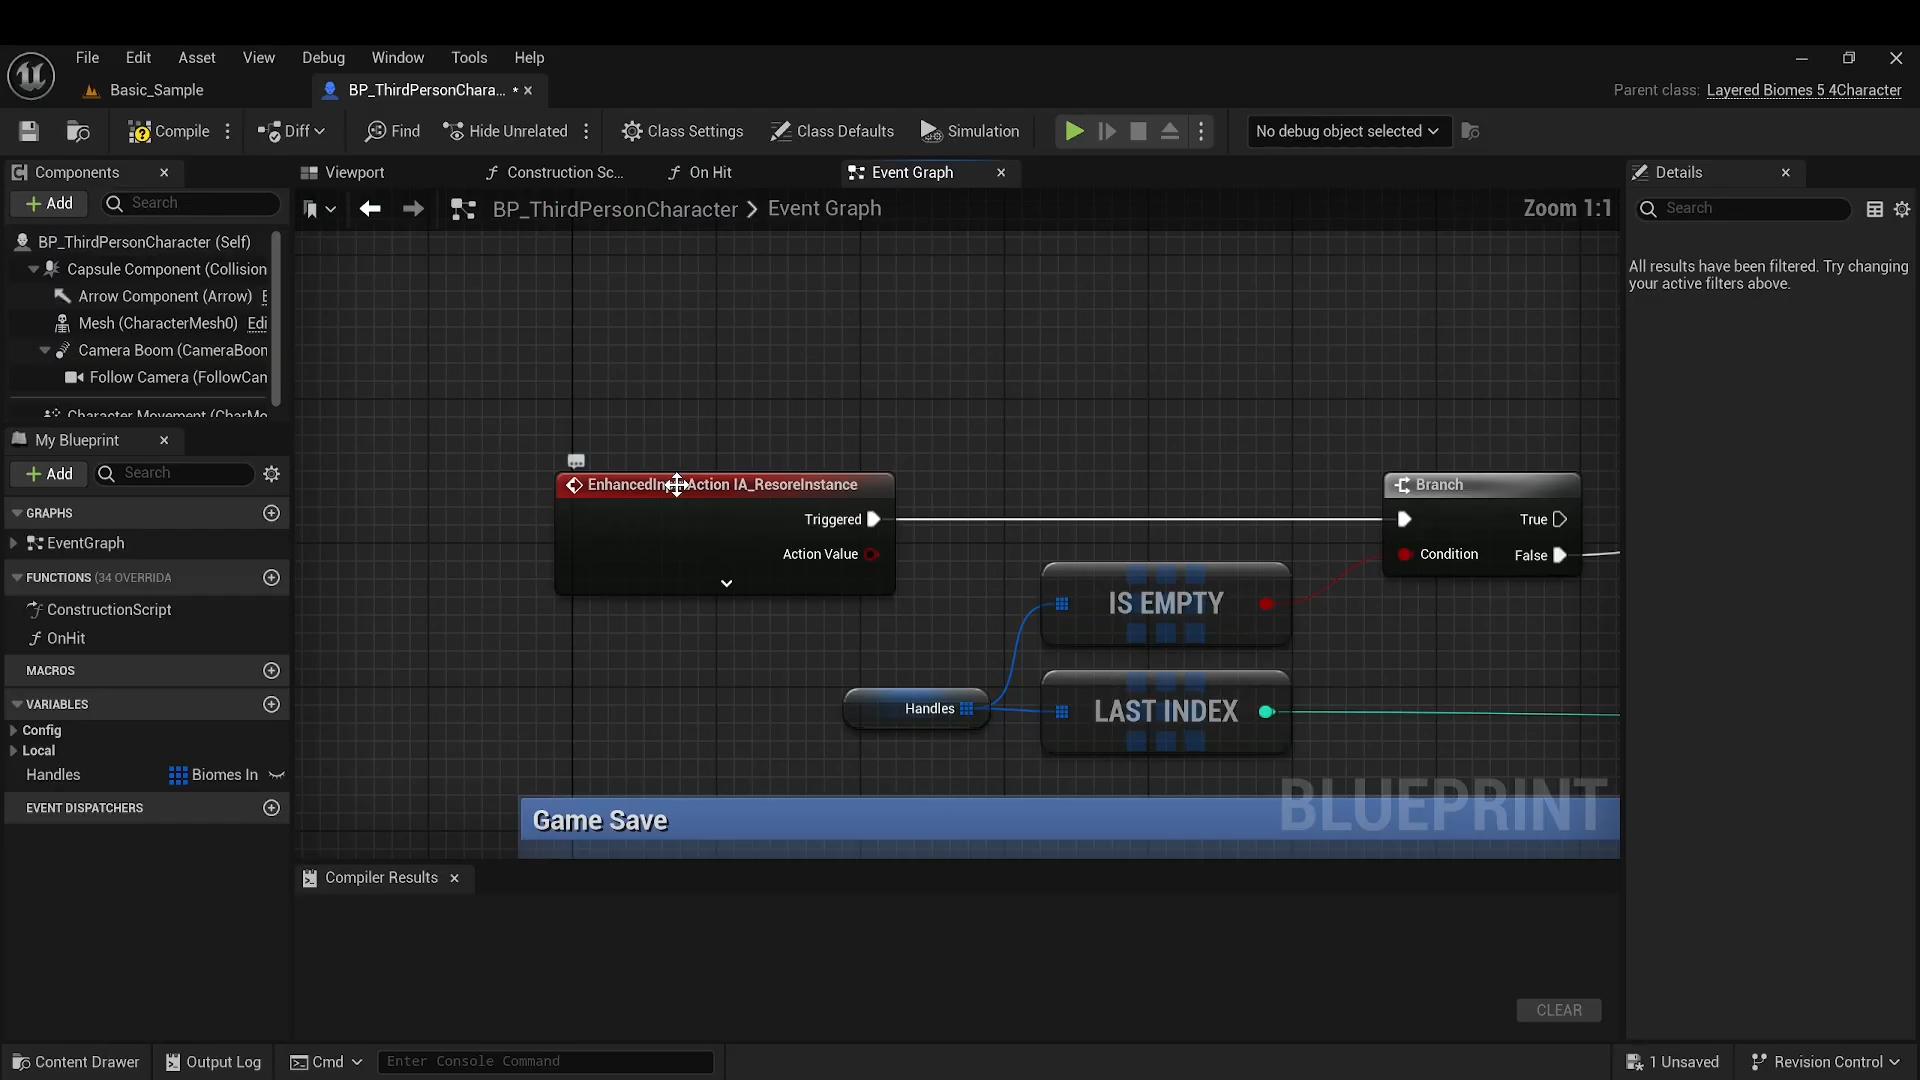 File Edit Asset View Debug Window Tools Help
Basic_Sample
BP_ThirdPersonChara... •
Parent class: Layered Biomes 5 4Character
Compile
Diff
Find
Hide Unrelated
Class Settings
Class Defaults
Simulation
No debug object selected
Components
Viewport
Construction Sc...
On Hit
Event Graph
Details
Add
Search
BP_ThirdPersonCharacter
Event Graph
Zoom 1:1
Search
BP_ThirdPersonCharacter (Self)
Capsule Component (Collision
Arrow Component (Arrow)
Mesh (CharacterMesh0) Edi
Camera Boom (CameraBoon
Follow Camera (FollowCan
Character Movement (CharMo
All results have been filtered. Try changing
your active filters above.
My Blueprint
Add
Search
GRAPHS
EventGraph
FUNCTIONS (34 OVERRIDA
ConstructionScript
OnHit
MACROS
VARIABLES
Config
Local
Handles
Biomes In
EVENT DISPATCHERS
Action IA_ResoreInstance
Triggered
Action Value
Branch
True
Condition
False
IS EMPTY
Handles
LAST INDEX
BLUEPRINT
Game Save
Compiler Results
CLEAR
Content Drawer
Output Log
Cmd
Enter Console Command
1 Unsaved
Revision Control